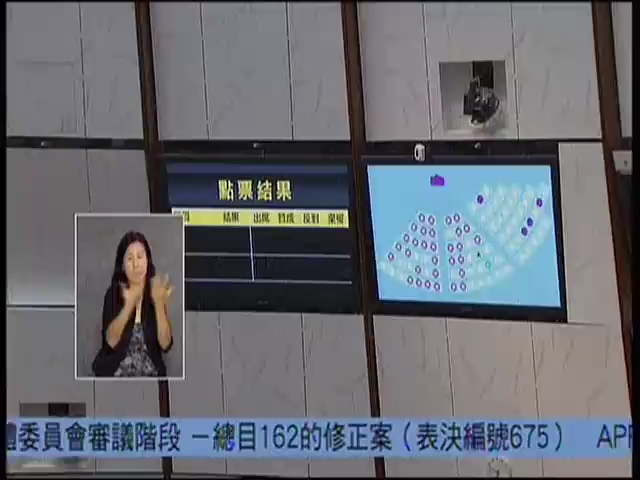 點票結果
結果 出席 贊成 反對 棄權
體委員會審議階段 － 總目162的修正案（表決編號675） APP